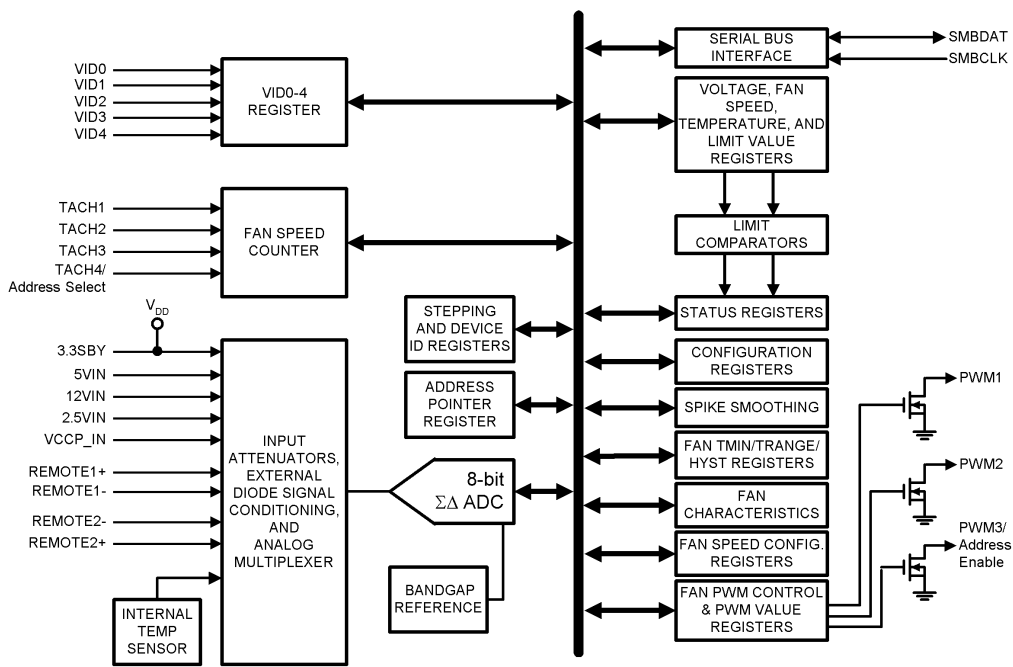 VID0
VID1
VID2
VID3
VID4
VID0-4
REGISTER
TACH1
TACH2
TACH3
TACH4/
Address Select
FAN SPEED
COUNTER
VDD
3.3SBY
5VIN
12VIN
2.5VIN
VCCP_IN
REMOTE1+
REMOTE1-
REMOTE2-
REMOTE2+
INTERNAL
TEMP
SENSOR
INPUT
ATTENUATORS,
EXTERNAL
DIODE SIGNAL
CONDITIONING,
AND
ANALOG
MULTIPLEXER
STEPPING
AND DEVICE
ID REGISTERS
ADDRESS
POINTER
REGISTER
8-bit
ΣΔ ADC
BANDGAP
REFERENCE
SERIAL BUS
INTERFACE
SMBDAT
SMBCLK
VOLTAGE, FAN
SPEED,
TEMPERATURE, AND
LIMIT VALUE
REGISTERS
LIMIT
COMPARATORS
STATUS REGISTERS
CONFIGURATION
REGISTERS
SPIKE SMOOTHING
FAN TMIN/TRANGE/
HYST REGISTERS
FAN
CHARACTERISTICS
FAN SPEED CONFIG.
REGISTERS
FAN PWM CONTROL
& PWM VALUE
REGISTERS
PWM1
PWM2
PWM3/
Address
Enable